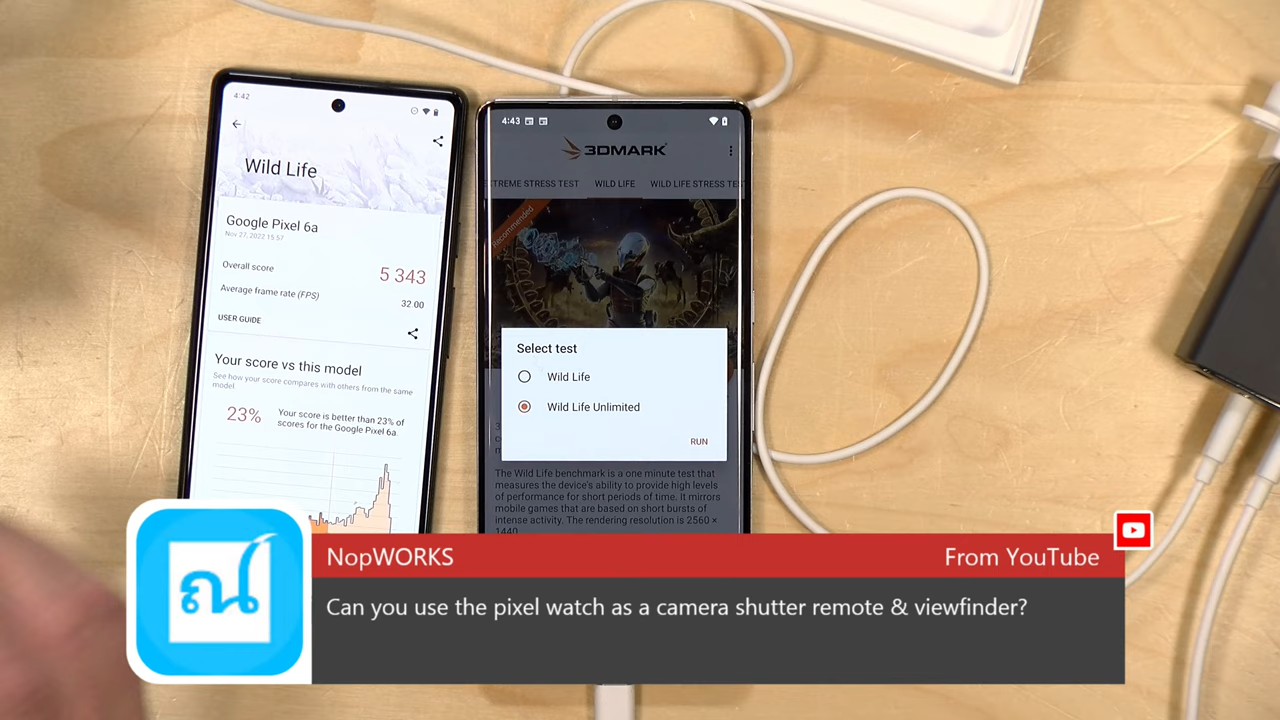 4:42
Wild Life
Google Pixel 6a
Nov 27, 2022 15:57
Overall score
5 343
Average frame rate (FPS)
32.00
USER GUIDE
Your score vs this model
See how your score compares with others from the same
model.
23%
Your score is better than 23% of
scores for the Google Pixel 6a.
4:43
3DMARK
TREME STRESS TEST
WILD LIFE
WILD LIFE STRESS TES
Recommended
Select test
Wild Life
Wild Life Unlimited
RUN
The Wild Life benchmark is a one minute test that
measures the device's ability to provide high levels
of performance for short periods of time. It mirrors
mobile games that are based on short bursts of
intense activity. The rendering resolution is 2560 ×
1440
ณ์
NopWORKS
From YouTube
Can you use the pixel watch as a camera shutter remote & viewfinder?